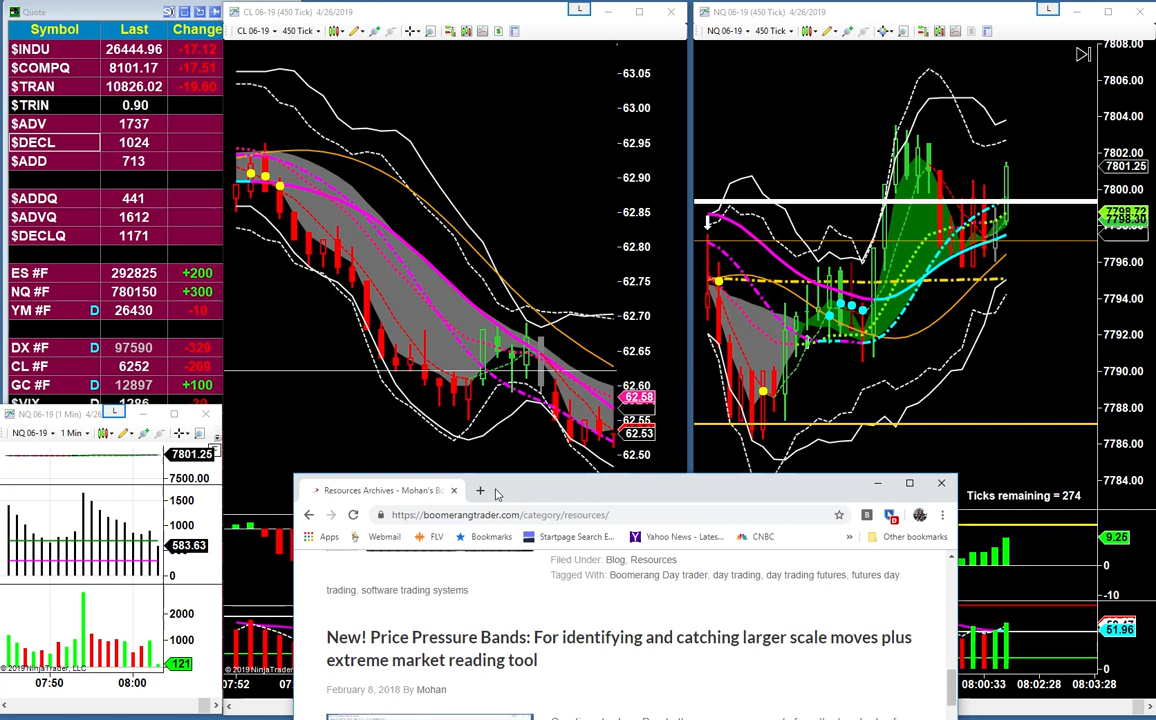 Quote
Symbol Last Change
$INDU 26444.96 -17.12
$COMPQ 8101.17 -17.51
$TRAN 10826.02 -19.60
$TRIN 0.90
$ADV 1737
$DECL 1024
$ADD 713
$ADDQ 441
$ADVQ 1612
$DECLQ 1171
ES #F 292825 +200
NQ #F 780150 +300
YM #F D 26430 -10
DX #F D 97590 -329
CL #F 6252 -269
GC #F D 12897 +100
CL 06-19 (450 Tick) 4/26/2019
L
CL 06-19 450 Tick
63.05
63.00
62.95
62.90
62.85
62.80
62.75
62.70
62.65
62.60
62.58
62.55
62.53
62.50
07:52
NQ 06-19 (450 Tick) 4/26/2019
L
NQ 06-19 450 Tick
7808.00
7806.00
7804.00
7802.00
7801.25
7800.00
7798.72
7796.00
7794.00
7792.00
7790.00
7788.00
7786.00
7784.00
Ticks remaining = 274
9.25
0
-10
51.96
0
08:00:33 08:02:28 08:03:28
NQ 06-19 (1 Min) 4/26
L
NQ 06-19 1 Min
F
7801.25
7500.00
1500
1000
583.63
0
2000
1000
121
© 2019 NinjaTrader, LLC
07:50 08:00
© 2019 NinjaTrader
Resources Archives - Mohan's Bo
https://boomerangtrader.com/category/resources/
Apps Webmail FLV Bookmarks Startpage Search E... Yahoo News - Lates... CNBC » Other bookmarks
Filed Under: Blog, Resources
Tagged With: Boomerang Day trader, day trading, day trading futures, futures day
trading, software trading systems
New! Price Pressure Bands: For identifying and catching larger scale moves plus
extreme market reading tool
February 8, 2018 By Mohan